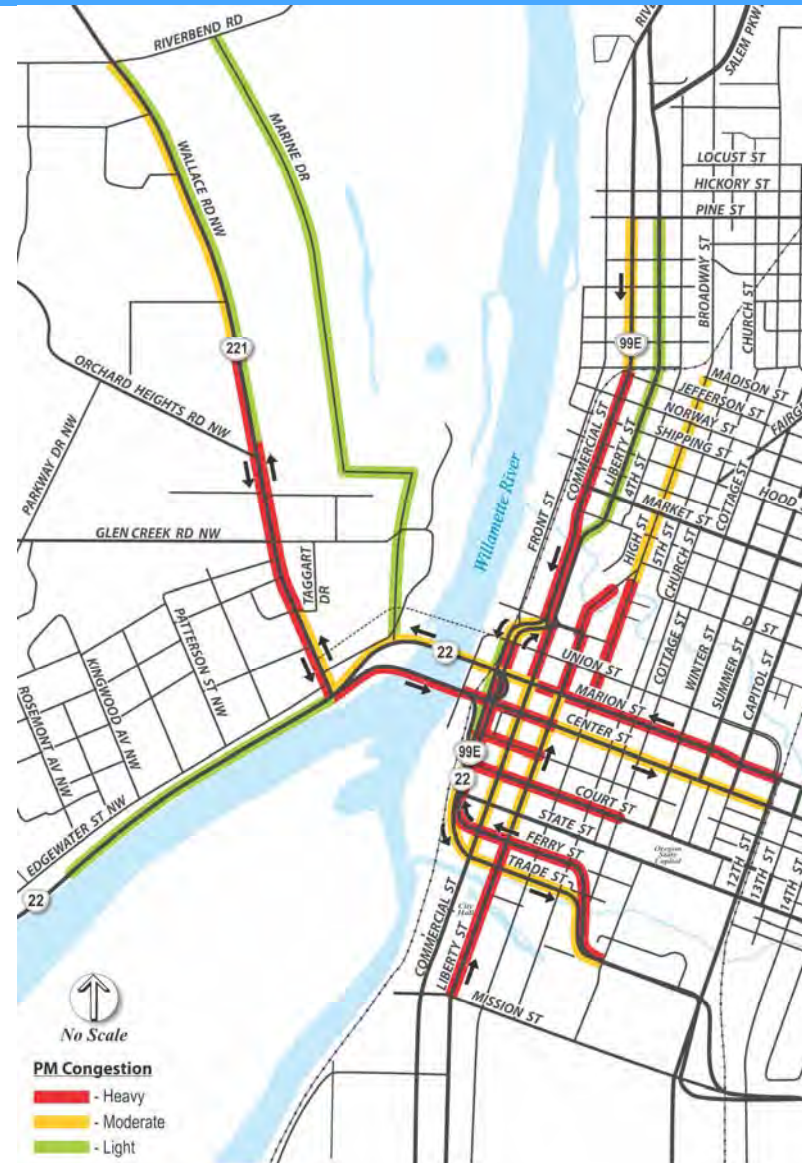 RIVERBEND RD
SALEM PKWY
MARINE DR
WALLACE RD NW
LOCUST ST
HICKORY ST
PINE ST
BROADWAY ST
CHURCH ST
221
99E
ORCHARD HEIGHTS RD NW
PARKWAY DR NW
MADISON ST
JEFFERSON ST
NORWAY ST
SHIPPING ST
COMMERCIAL ST
LIBERTY ST
4TH ST
COTTAGE ST
HOOD
MARKET ST
FRONT ST
Willamette River
HIGH ST
5TH ST
CHURCH ST
GLEN CREEK RD NW
TAGGART
DR
PATTERSON ST NW
KINGWOOD AV NW
ROSEMONT AV NW
D ST
COTTAGE ST
WINTER ST
SUMMER ST
CAPITOL ST
22
UNION ST
MARION ST
CENTER ST
99E
22
COURT ST
STATE ST
FERRY ST
TRADE ST
Oregon
State
Capitol
12TH ST
13TH ST
14TH ST
EDGEWATER ST NW
22
City
Hall
COMMERCIAL ST
LIBERTY ST
MISSION ST
No Scale
PM Congestion
- Heavy
- Moderate
- Light